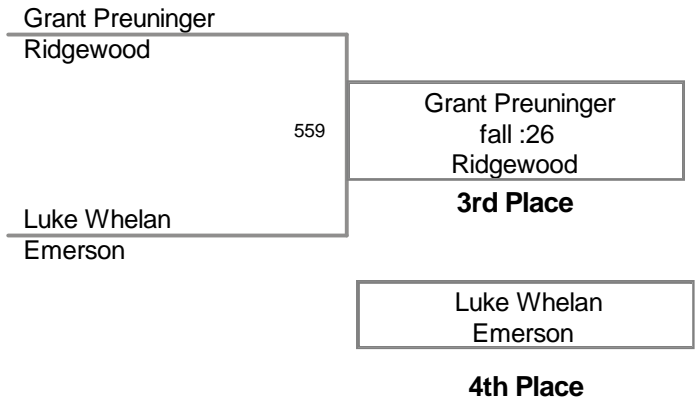 Grant Preuninger
Ridgewood
559
Grant Preuninger
fall :26
Ridgewood
3rd Place
Luke Whelan
Emerson
Luke Whelan
Emerson
4th Place